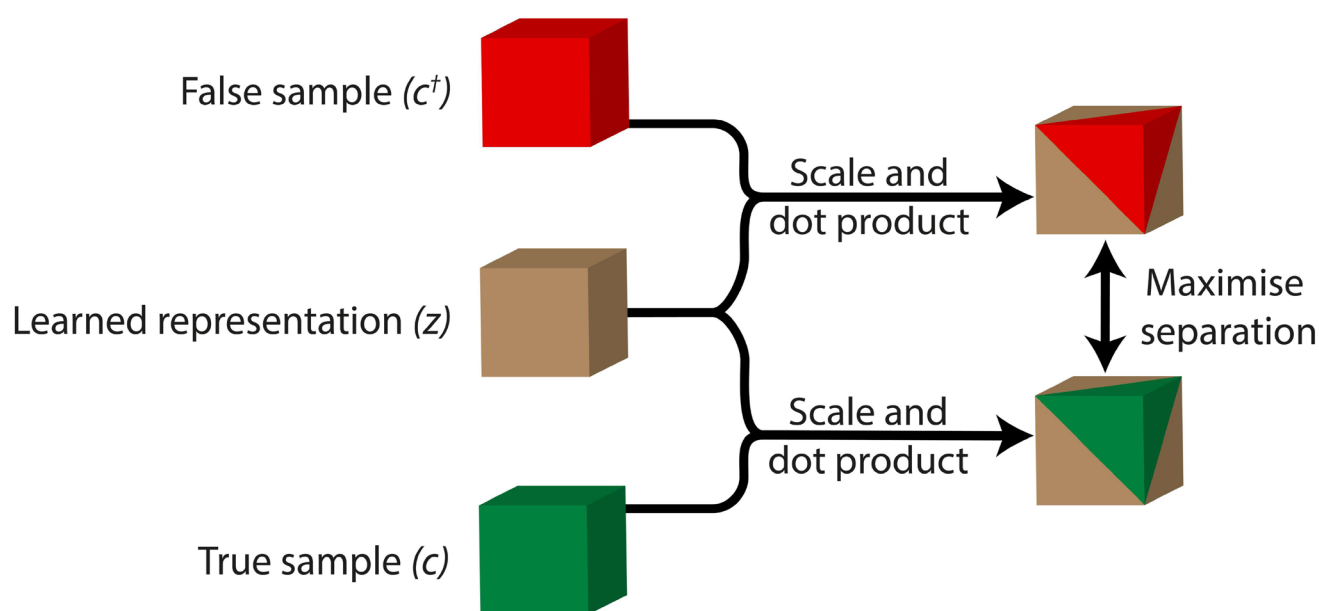 False sample (c†)
Scale and
dot product
Learned representation (z)
Maximise
separation
Scale and
dot product
True sample (c)